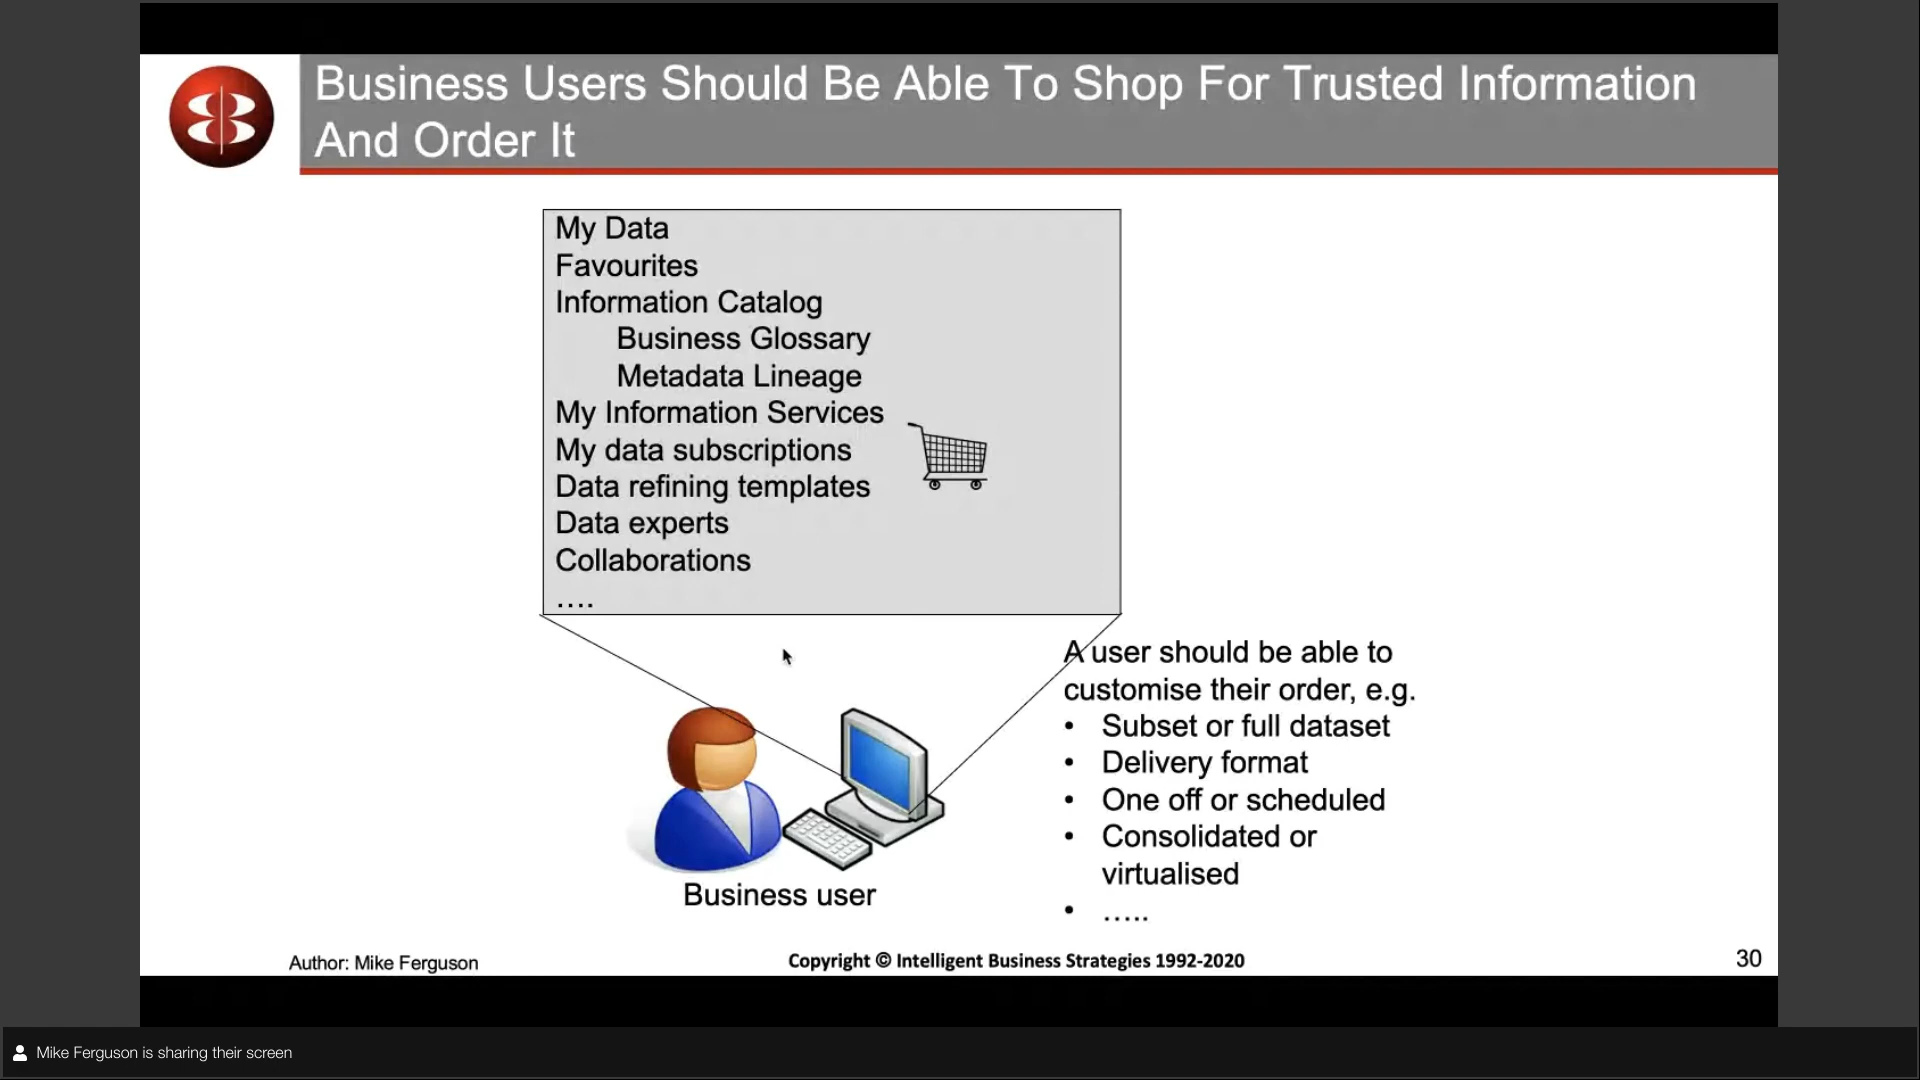 Business Users Should Be Able To Shop For Trusted Information
And Order It
My Data
Favourites
Information Catalog
Business Glossary
Metadata Lineage
My Information Services
My data subscriptions
Data refining templates
Data experts
Collaborations
....
A user should be able to
customise their order, e.g.
• Subset or full dataset
• Delivery format
• One off or scheduled
• Consolidated or
virtualised
• .....
Business user
Author: Mike Ferguson
Copyright © Intelligent Business Strategies 1992-2020
30
Mike Ferguson is sharing their screen